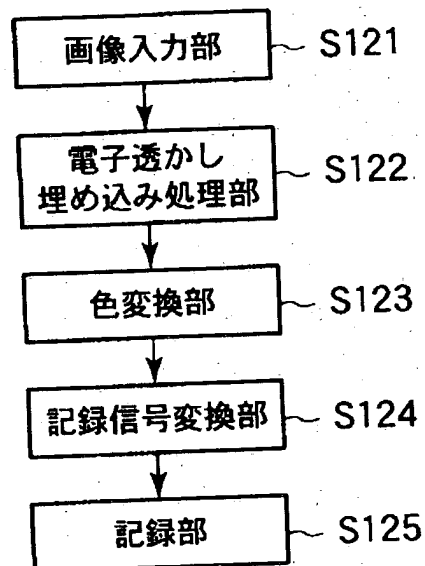 画像入力部 S121
電子透かし
埋め込み処理部 S122
色変換部 S123
記録信号変換部 S124
記録部 S125